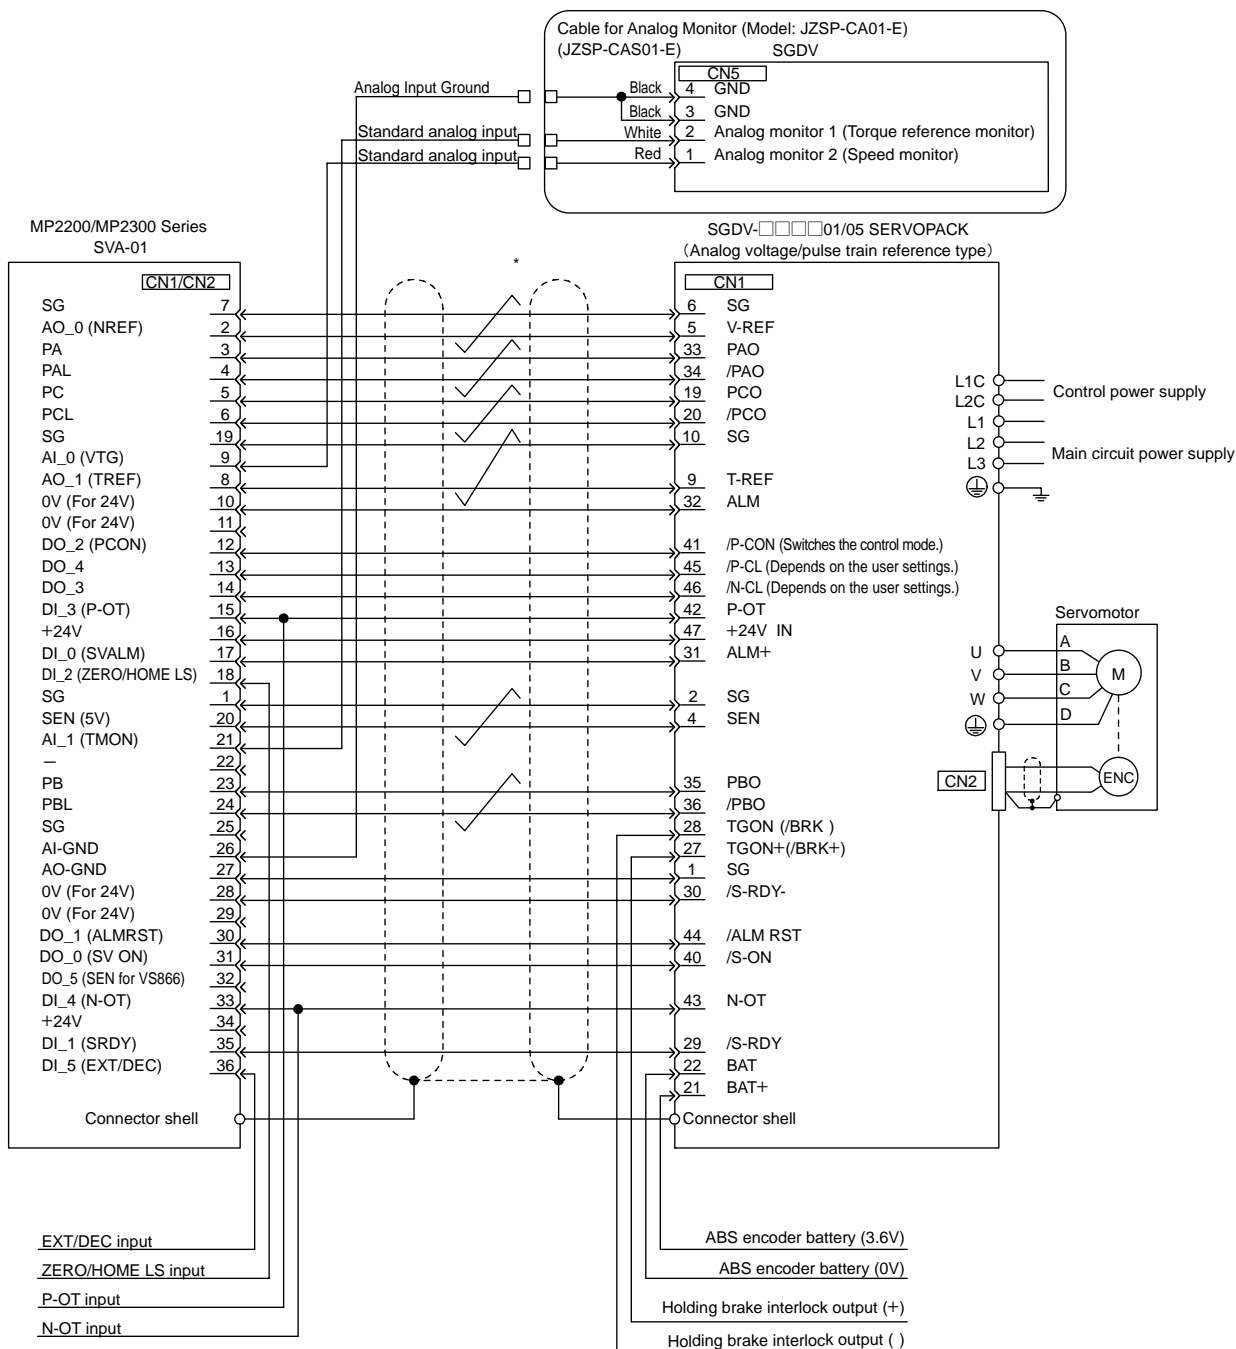 Cable for Analog Monitor (Model: JZSP-CA01-E)
(JZSP-CAS01-E)
SGDV
CN5
Analog Input Ground
Black 4 GND
Black 3 GND
Standard analog input White 2 Analog monitor 1 (Torque reference monitor)
Standard analog input Red 1 Analog monitor 2 (Speed monitor)
MP2200/MP2300 Series
SVA-01
CN1/CN2
SG 7
AO_0 (NREF) 2
PA 3
PAL 4
PC 5
PCL 6
SG 19
AI_0 (VTG) 9
AO_1 (TREF) 8
0V (For 24V) 10
0V (For 24V) 11
DO_2 (PCON) 12
DO_4 13
DO_3 14
DI_3 (P-OT) 15
+24V 16
DI_0 (SVALM) 17
DI_2 (ZERO/HOME LS) 18
SG 1
SEN (5V) 20
AI_1 (TMON) 21
– 22
PB 23
PBL 24
SG 25
AI-GND 26
AO-GND 27
0V (For 24V) 28
0V (For 24V) 29
DO_1 (ALMRST) 30
DO_0 (SV ON) 31
DO_5 (SEN for VS866) 32
DI_4 (N-OT) 33
+24V 34
DI_1 (SRDY) 35
DI_5 (EXT/DEC) 36
Connector shell
*
SGDV-□□□□01/05 SERVOPACK
(Analog voltage/pulse train reference type)
CN1
6 SG
5 V-REF
33 PAO
34 /PAO
19 PCO
20 /PCO
10 SG
9 T-REF
32 ALM
41 /P-CON (Switches the control mode.)
45 /P-CL (Depends on the user settings.)
46 /N-CL (Depends on the user settings.)
42 P-OT
47 +24V IN
31 ALM+
2 SG
4 SEN
35 PBO
36 /PBO
28 TGON (/BRK )
27 TGON+(/BRK+)
1 SG
30 /S-RDY-
44 /ALM RST
40 /S-ON
43 N-OT
29 /S-RDY
22 BAT
21 BAT+
Connector shell
L1C
L2C
Control power supply
L1
L2
L3
Main circuit power supply
Servomotor
U A
V B
W C
D
M
CN2
ENC
EXT/DEC input
ZERO/HOME LS input
P-OT input
N-OT input
ABS encoder battery (3.6V)
ABS encoder battery (0V)
Holding brake interlock output (+)
Holding brake interlock output ( )